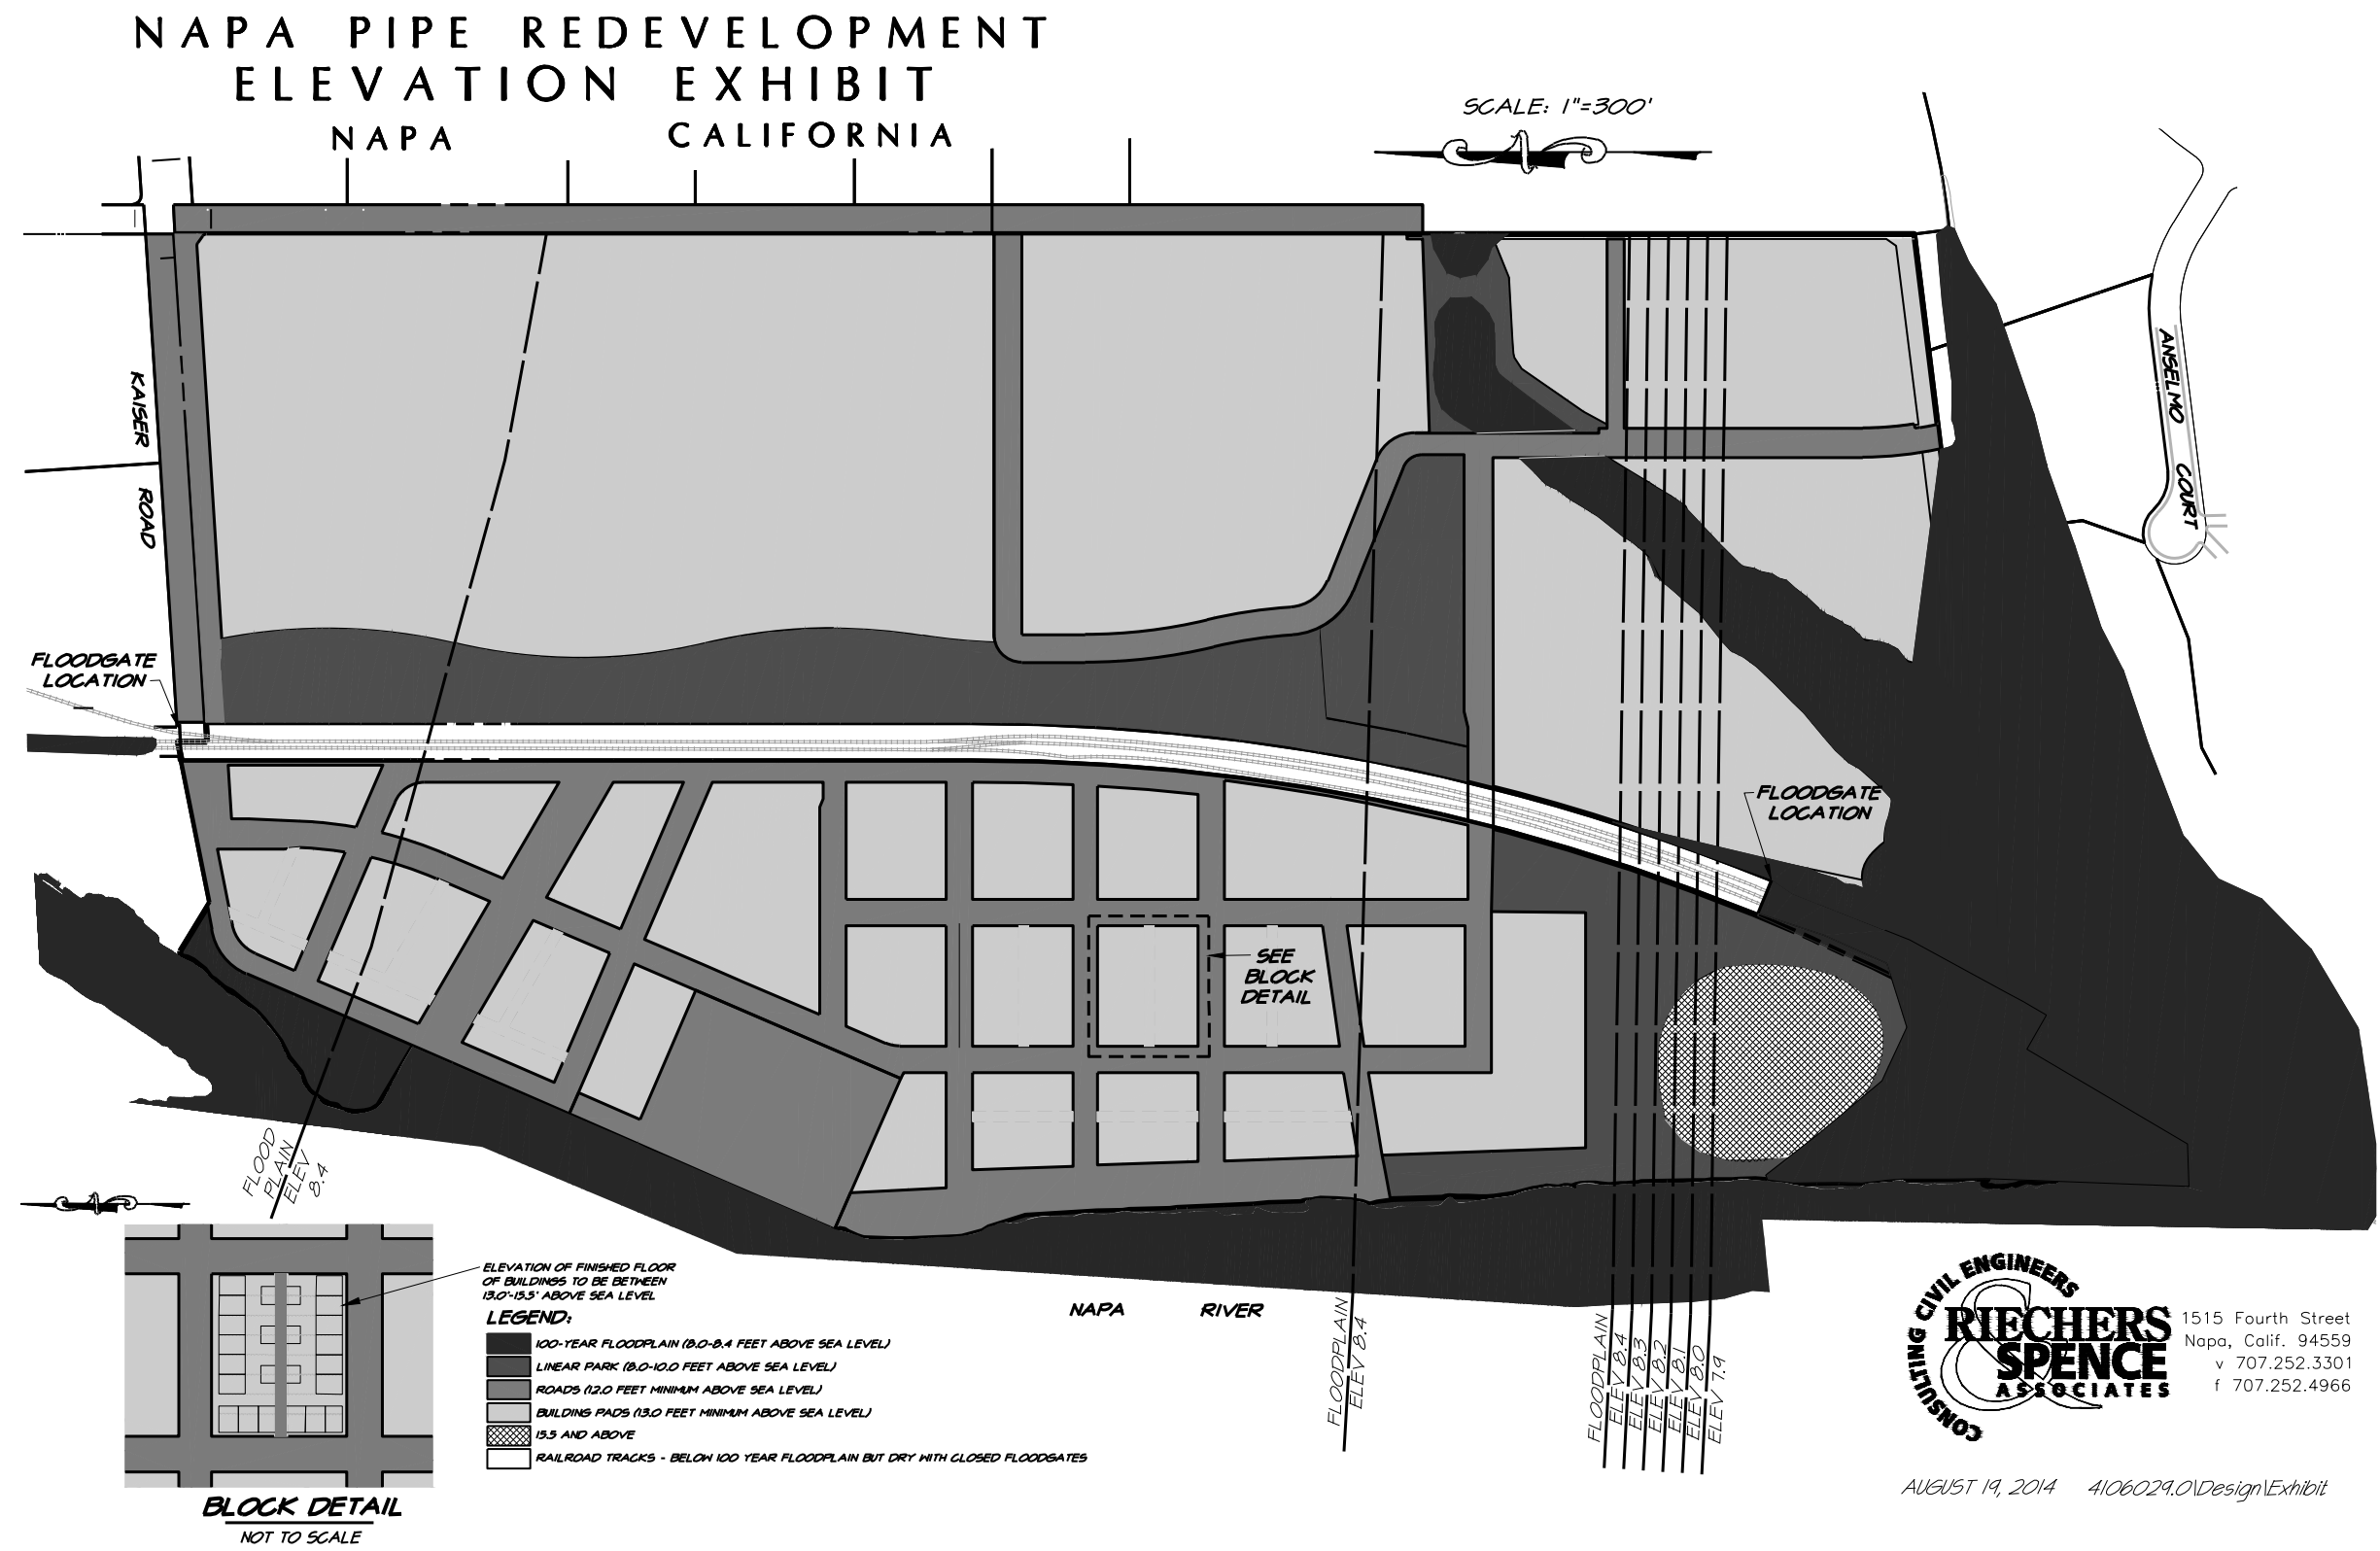 NAPA PIPE REDEVELOPMENT
ELEVATION EXHIBIT
NAPA CALIFORNIA
SCALE: 1"=300'
KAISER ROAD
ANSELMO COURT
FLOODGATE
LOCATION
FLOODGATE
LOCATION
SEE
BLOCK
DETAIL
FLOOD
PLAIN
ELEV
8.4
NAPA RIVER
FLOODPLAIN
ELEV 8.4
FLOODPLAIN
ELEV 8.4
ELEV 8.3
ELEV 8.2
ELEV 8.1
ELEV 8.0
ELEV 7.9
ELEVATION OF FINISHED FLOOR
OF BUILDINGS TO BE BETWEEN
13.0'-15.5' ABOVE SEA LEVEL
LEGEND:
100-YEAR FLOODPLAIN (8.0-8.4 FEET ABOVE SEA LEVEL)
LINEAR PARK (8.0-10.0 FEET ABOVE SEA LEVEL)
ROADS (12.0 FEET MINIMUM ABOVE SEA LEVEL)
BUILDING PADS (13.0 FEET MINIMUM ABOVE SEA LEVEL)
15.5 AND ABOVE
RAILROAD TRACKS - BELOW 100 YEAR FLOODPLAIN BUT DRY WITH CLOSED FLOODGATES
BLOCK DETAIL
NOT TO SCALE
CONSULTING CIVIL ENGINEERS
RIECHERS
& SPENCE
ASSOCIATES
1515 Fourth Street
Napa, Calif. 94559
v 707.252.3301
f 707.252.4966
AUGUST 19, 2014 4106029.0\Design\Exhibit